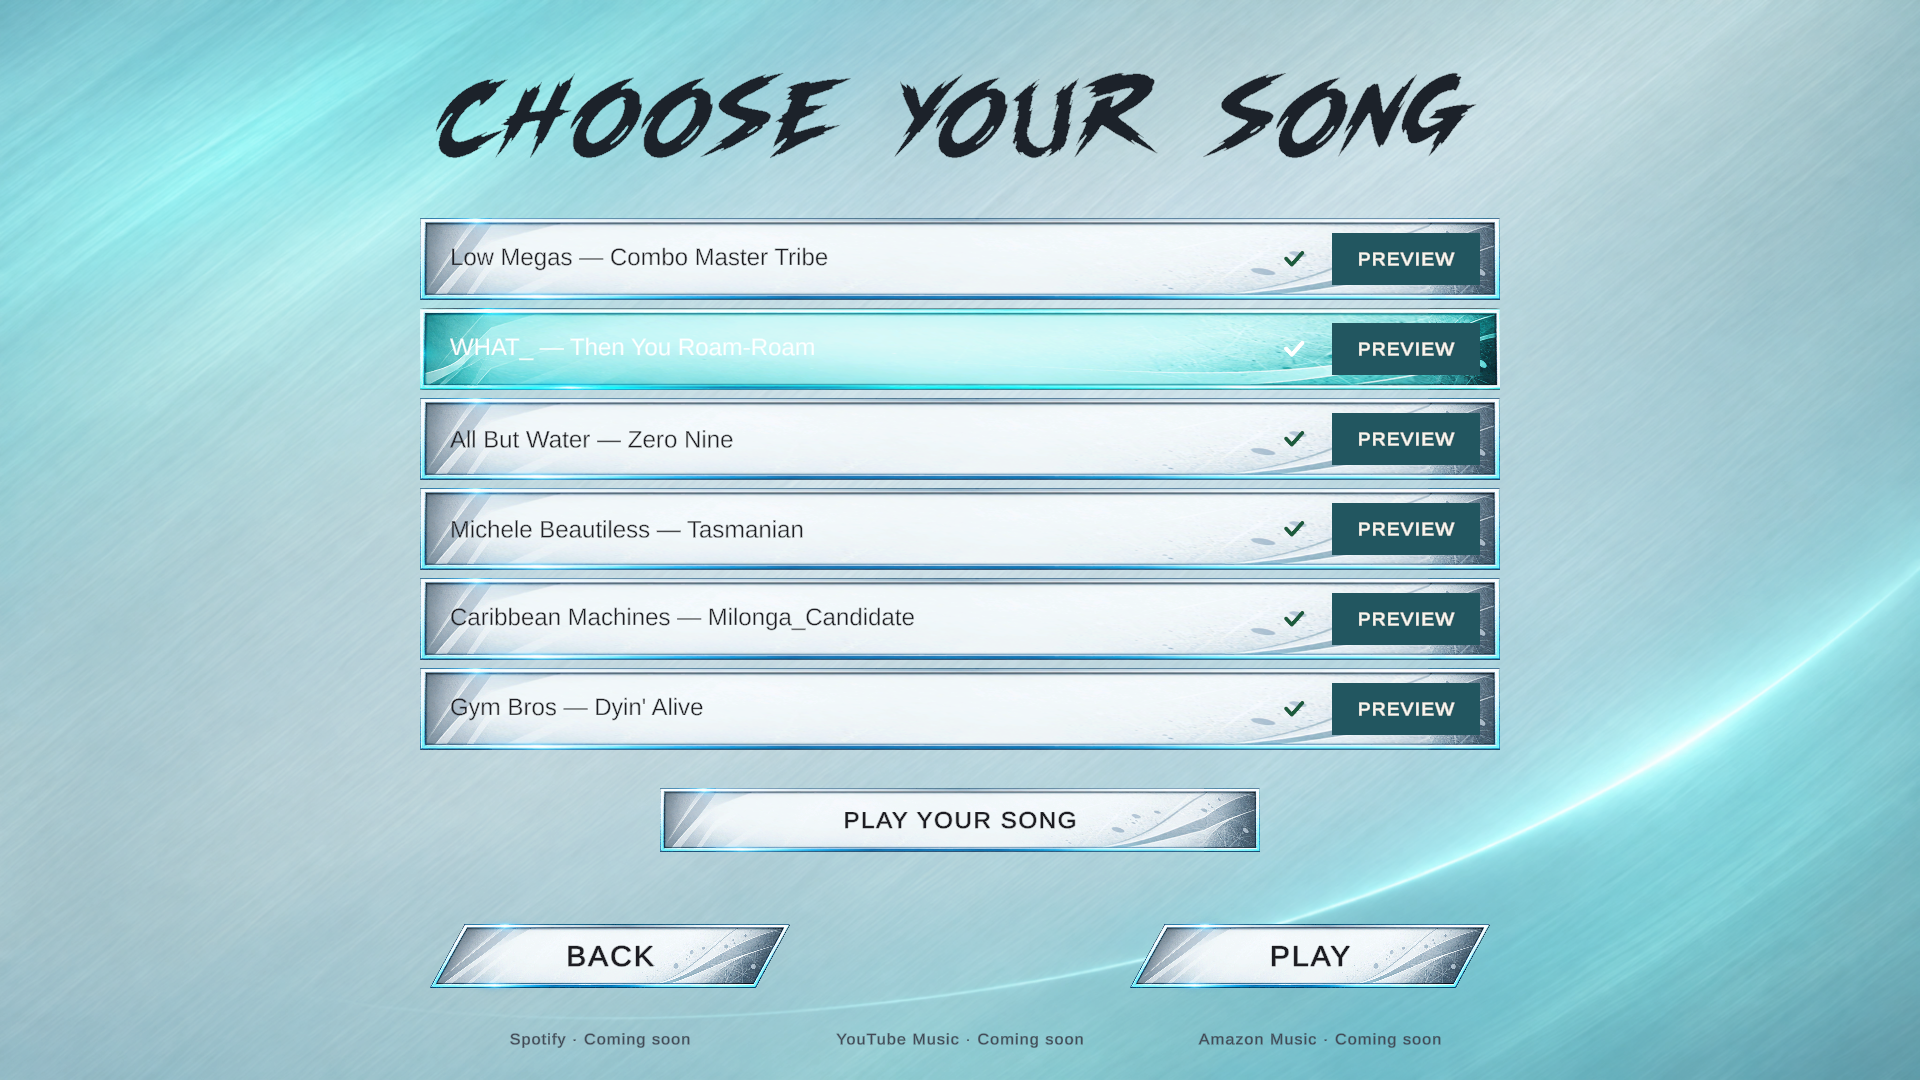 CHOOSE YOUR SONG
Low Megas — Combo Master Tribe
PREVIEW
WHAT_ — Then You Roam-Roam
PREVIEW
All But Water — Zero Nine
PREVIEW
Michele Beautiless — Tasmanian
PREVIEW
Caribbean Machines — Milonga_Candidate
PREVIEW
Gym Bros — Dyin' Alive
PREVIEW
PLAY YOUR SONG
BACK
PLAY
Spotify · Coming soon
YouTube Music · Coming soon
Amazon Music · Coming soon